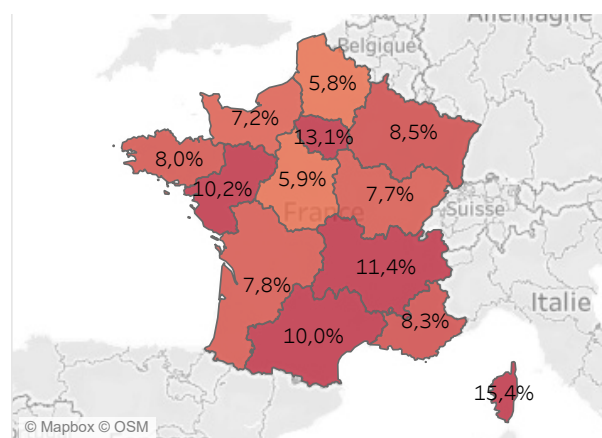 Allemagne
Belgique
5,8%
7,2%
13,1%
8,5%
8,0%
10,2%
5,9%
7,7%
France
Suisse
11,4%
7,8%
Italie
8,3%
10,0%
15,4%
© Mapbox © OSM